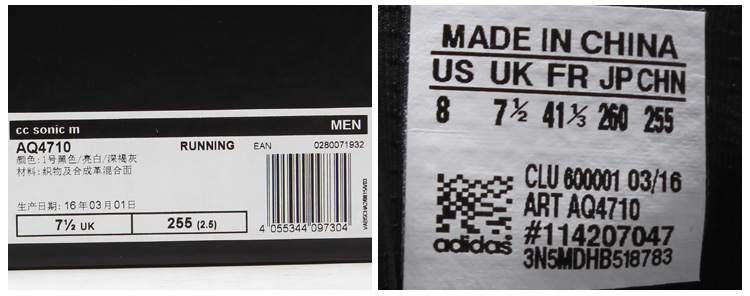 cc sonic m
MEN
AQ4710
RUNNING
EAN
0280071932
颜色:1号黑色/亮白/深褐灰
材料: 织物及合成革混合面
生产日期: 16年03月01日
7½ UK
255 (2.5)
4 055344 097304
MADE IN CHINA
US UK FR JP CHN
8 7½ 41⅓ 260 255
CLU 600001 03/16
ART AQ4710
#114207047
3N5MDHB518783
adidas